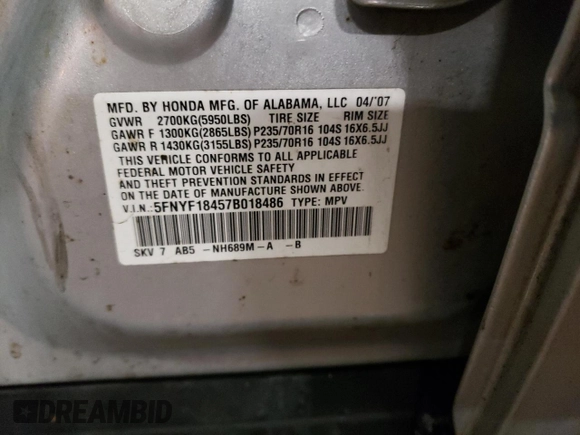 MFD. BY HONDA MFG. OF ALABAMA, LLC 04/'07
GVWR 2700KG(5950LBS) TIRE SIZE RIM SIZE
GAWR F 1300KG(2865LBS) P235/70R16 104S 16X6.5JJ
GAWR R 1430KG(3155LBS) P235/70R16 104S 16X6.5JJ
THIS VEHICLE CONFORMS TO ALL APPLICABLE
FEDERAL MOTOR VEHICLE SAFETY
AND THEFT PREVENTION STANDARDS IN EFFECT
ON THE DATE OF MANUFACTURE SHOWN ABOVE.
V.I.N.: 5FNYF18457B018486 TYPE: MPV
SKV 7 AB5 -NH689M-A -B
DREAMBID